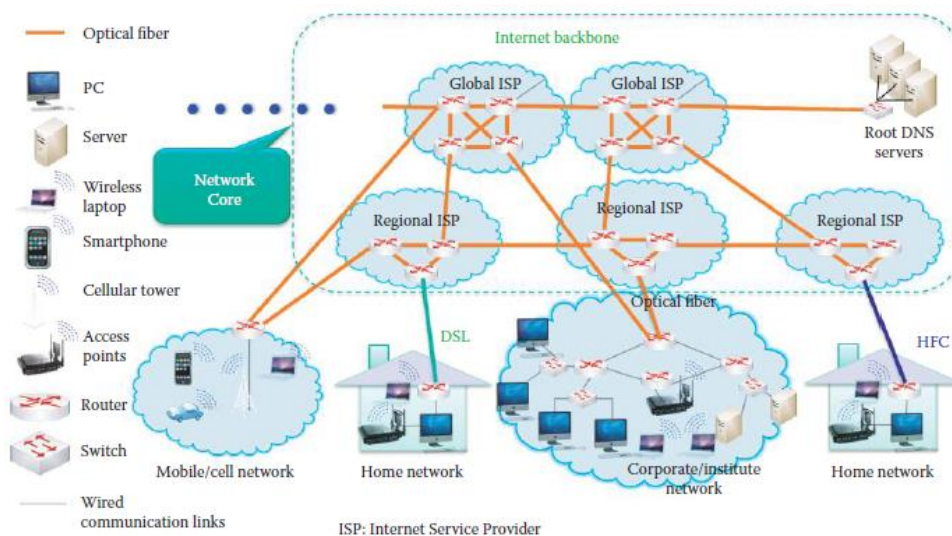 Optical fiber
PC
Server
Wireless
laptop
Smartphone
Cellular tower
Access
points
Router
Switch
Wired
communication links
Internet backbone
Global ISP
Global ISP
Root DNS
servers
Network
Core
Regional ISP
Regional ISP
Regional ISP
Optical fiber
DSL
HFC
Mobile/cell network
Home network
Corporate/institute
network
Home network
ISP: Internet Service Provider